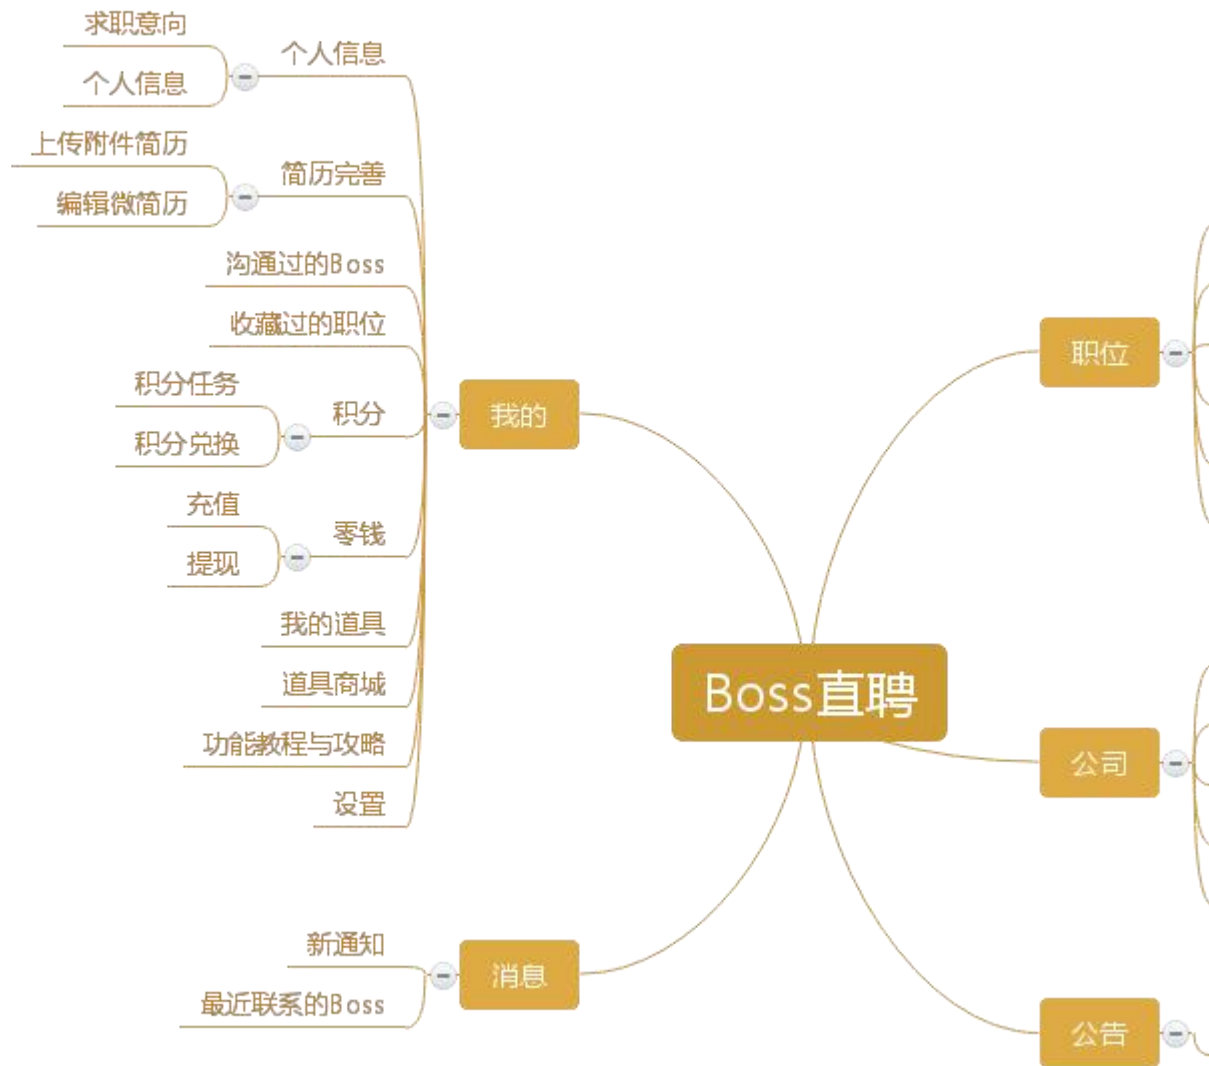 求职意向
个人信息
个人信息
上传附件简历
简历完善
编辑微简历
沟通过的Boss
收藏过的职位
积分任务
积分
积分兑换
充值
零钱
提现
我的道具
道具商城
功能教程与攻略
设置
我的
新通知
最近联系的Boss
消息
Boss直聘
职位
公司
公告